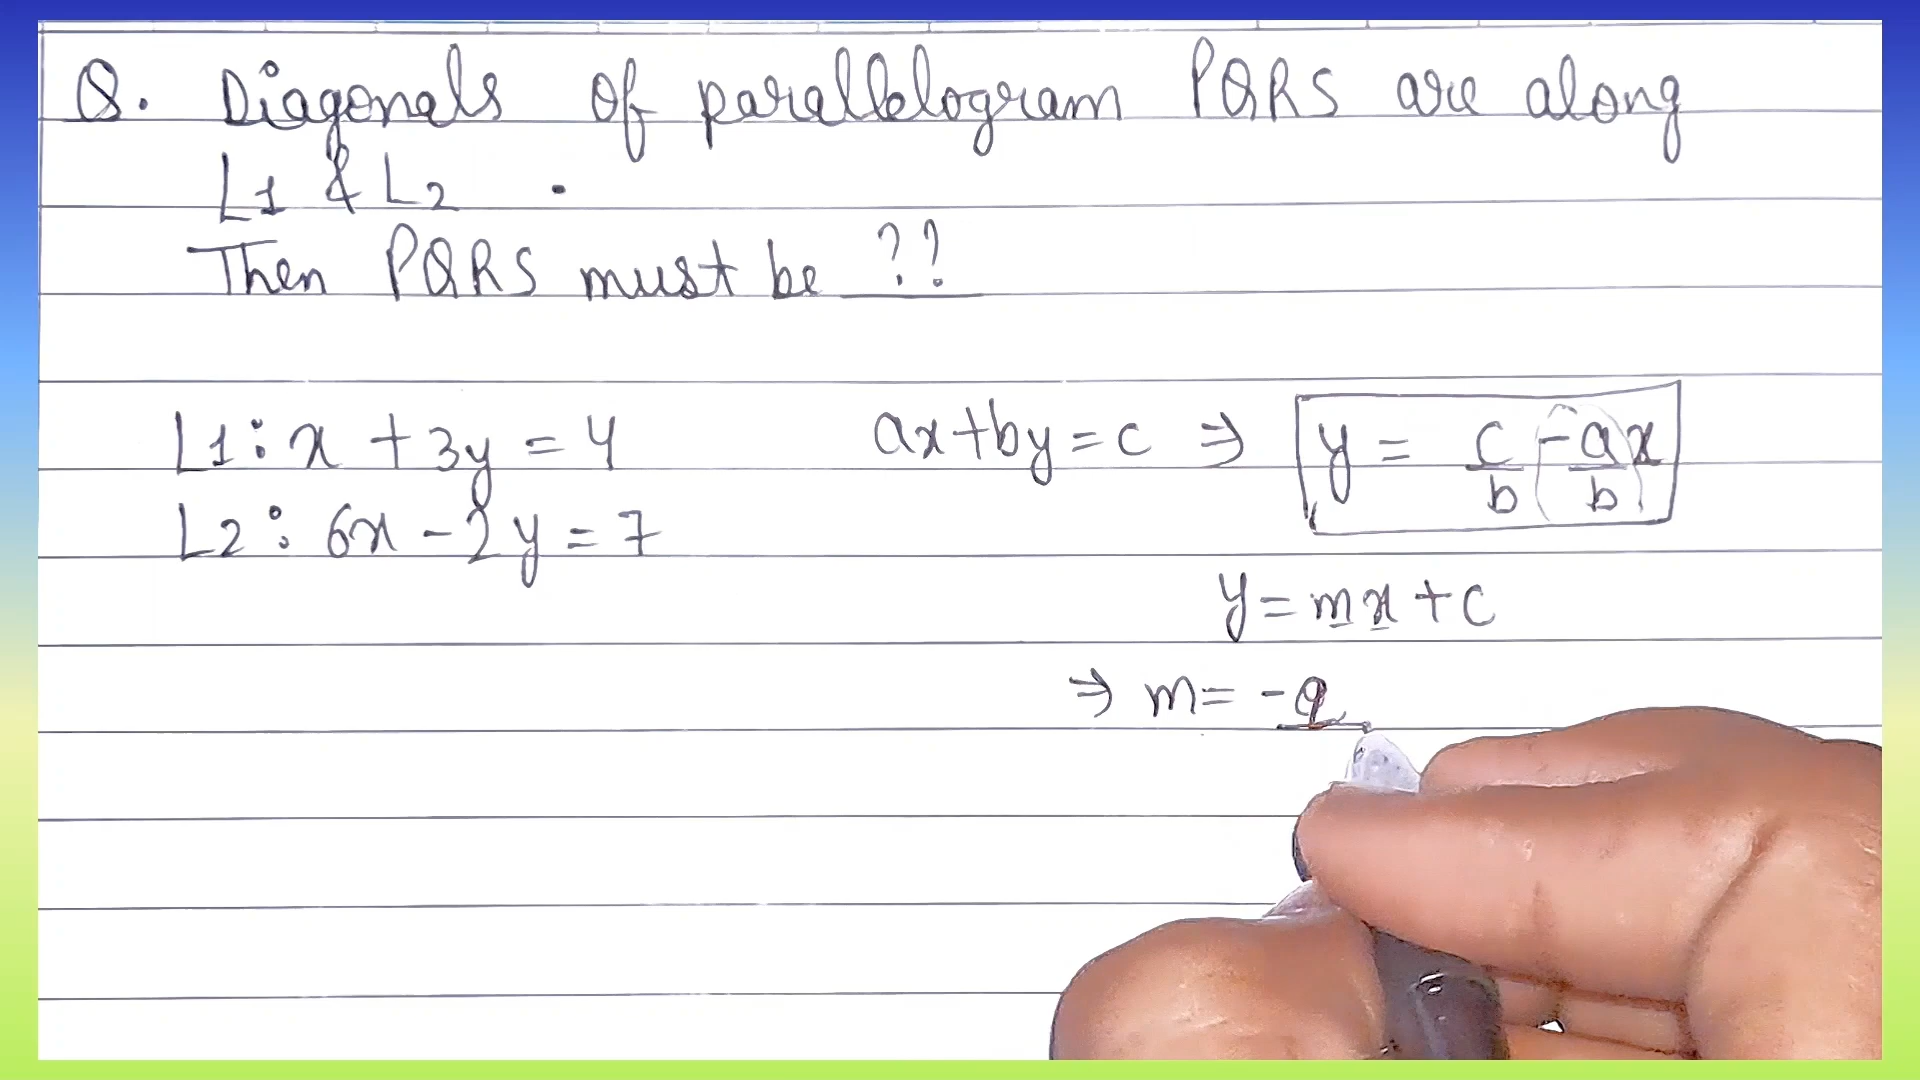 Q. Diagonals of parallelogram PQRS are along
L1 & L2 .
Then PQRS must be ??
L1: x + 3y = 4
L2: 6x - 2y = 7
ax+by=c ⇒ y = c/b - a/b x
y = mx + c
⇒ m = -a